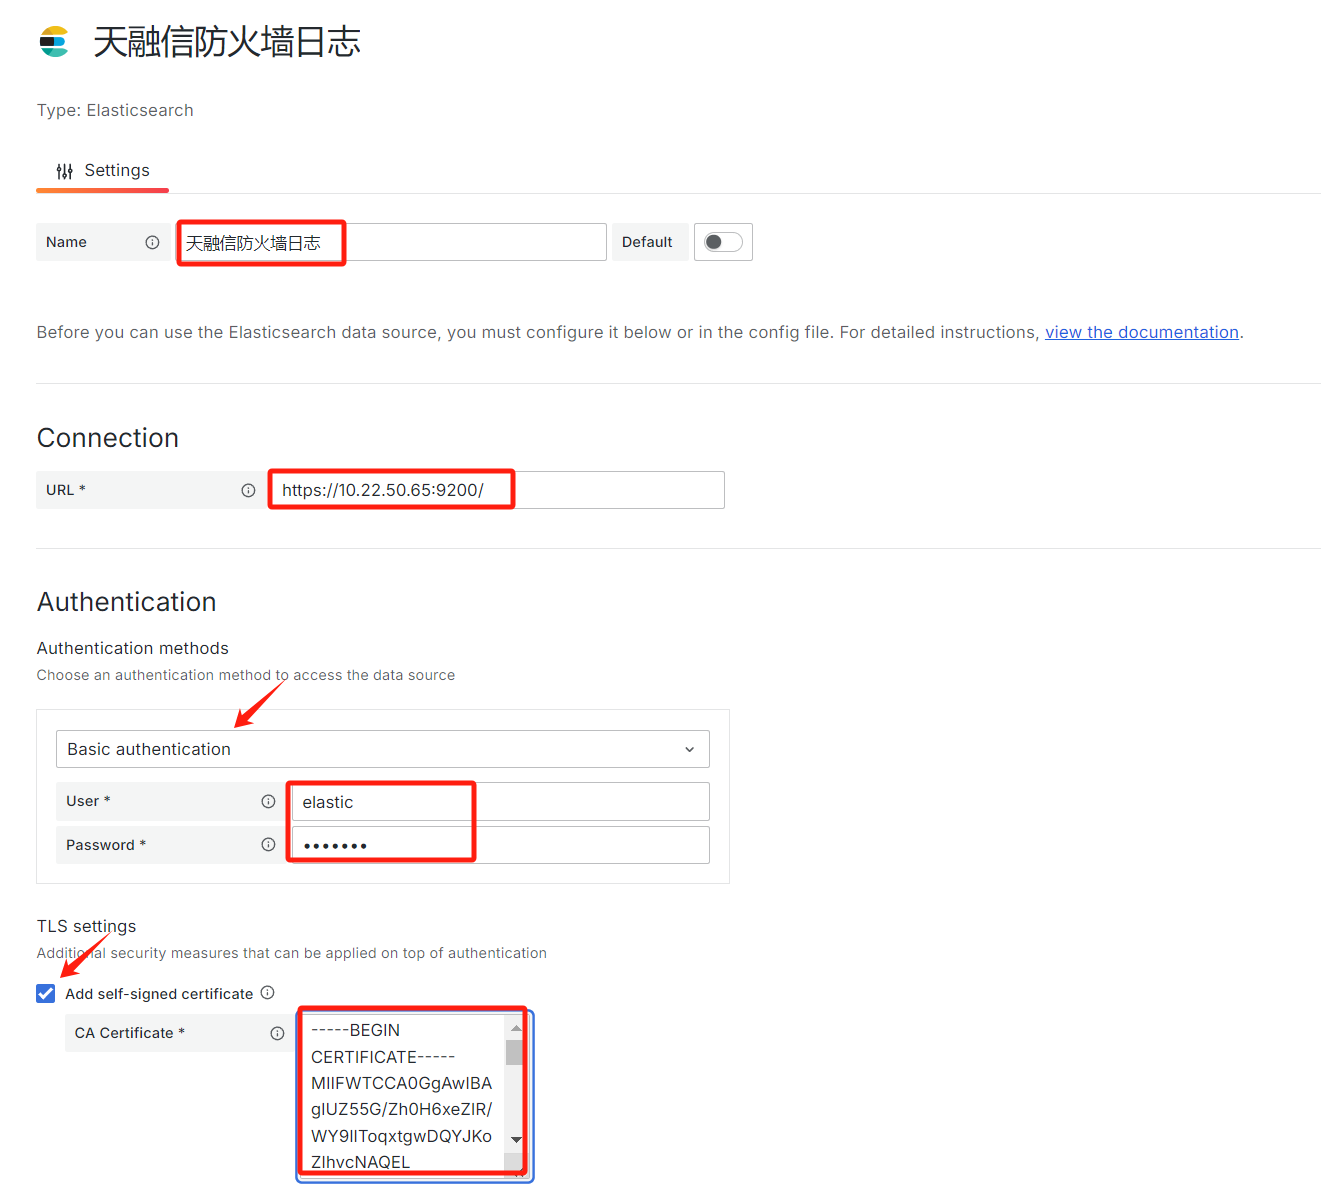 天融信防火墙日志
Type: Elasticsearch
Settings
Name 天融信防火墙日志 Default
Before you can use the Elasticsearch data source, you must configure it below or in the config file. For detailed instructions, view the documentation.
Connection
URL * https://10.22.50.65:9200/
Authentication
Authentication methods
Choose an authentication method to access the data source
Basic authentication
User * elastic
Password * •••••••
TLS settings
Additional security measures that can be applied on top of authentication
Add self-signed certificate
CA Certificate * -----BEGIN
CERTIFICATE-----
MIIFWTCCA0GgAwIBA
gIUZ55G/Zh0H6xeZIR/
WY9lIToqxtgwDQYJKo
ZIhvcNAQEL